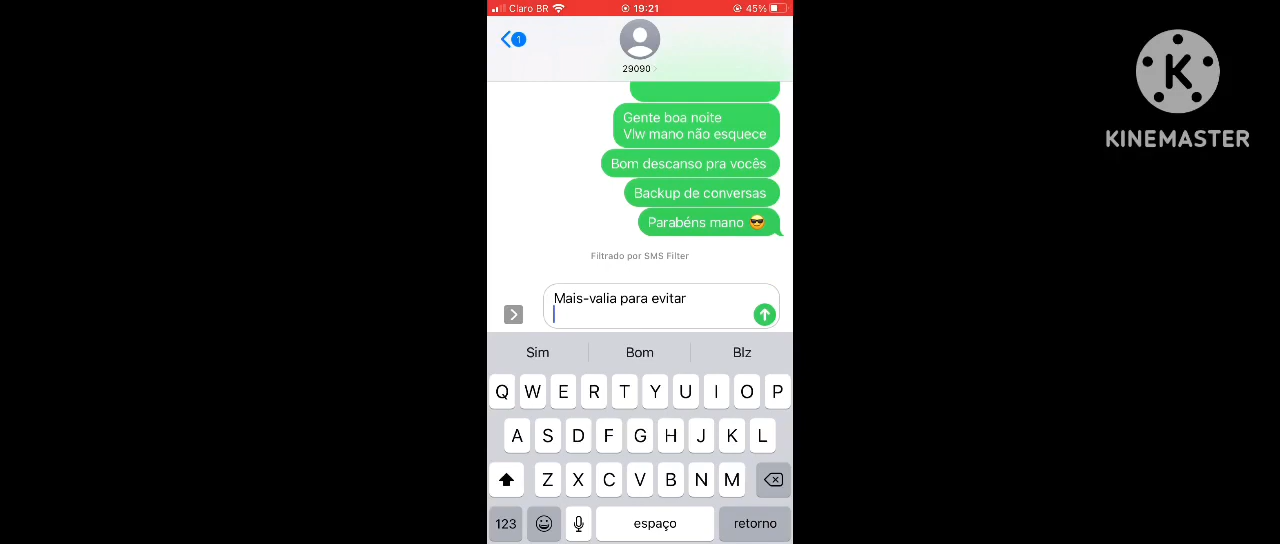 Claro BR 19:21 45%
1
29090
Gente boa noite
Vlw mano não esquece
Bom descanso pra vocês
Backup de conversas
Parabéns mano 😎
Filtrado por SMS Filter
Mais-valia para evitar
Sim Bom Blz
Q W E R T Y U I O P
A S D F G H J K L
Z X C V B N M
123 espaço retorno
K
KINEMASTER